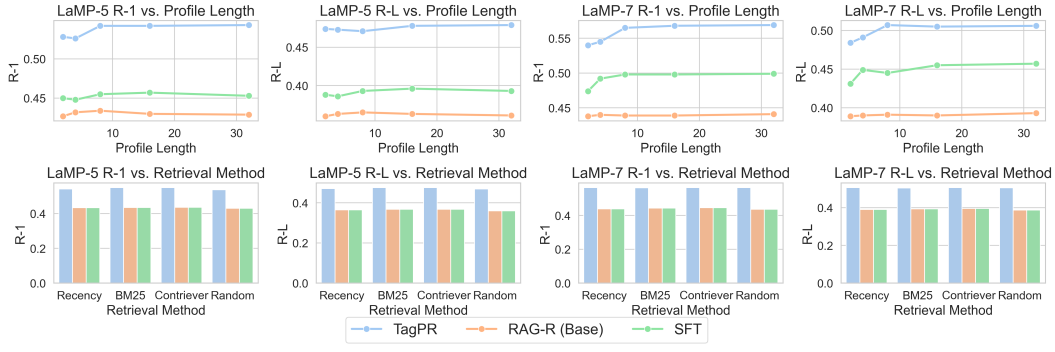 LaMP-5 R-1 vs. Profile Length
R-1
0.50
0.45
10 20 30
Profile Length
LaMP-5 R-L vs. Profile Length
R-L
0.45
0.40
10 20 30
Profile Length
LaMP-7 R-1 vs. Profile Length
R-1
0.55
0.50
0.45
10 20 30
Profile Length
LaMP-7 R-L vs. Profile Length
R-L
0.50
0.45
0.40
10 20 30
Profile Length
LaMP-5 R-1 vs. Retrieval Method
R-1
0.4
0.2
0.0
Recency BM25 Contriever Random
Retrieval Method
LaMP-5 R-L vs. Retrieval Method
R-L
0.4
0.2
0.0
Recency BM25 Contriever Random
Retrieval Method
LaMP-7 R-1 vs. Retrieval Method
R-1
0.4
0.2
0.0
Recency BM25 Contriever Random
Retrieval Method
LaMP-7 R-L vs. Retrieval Method
R-L
0.4
0.2
0.0
Recency BM25 Contriever Random
Retrieval Method
TagPR RAG-R (Base) SFT